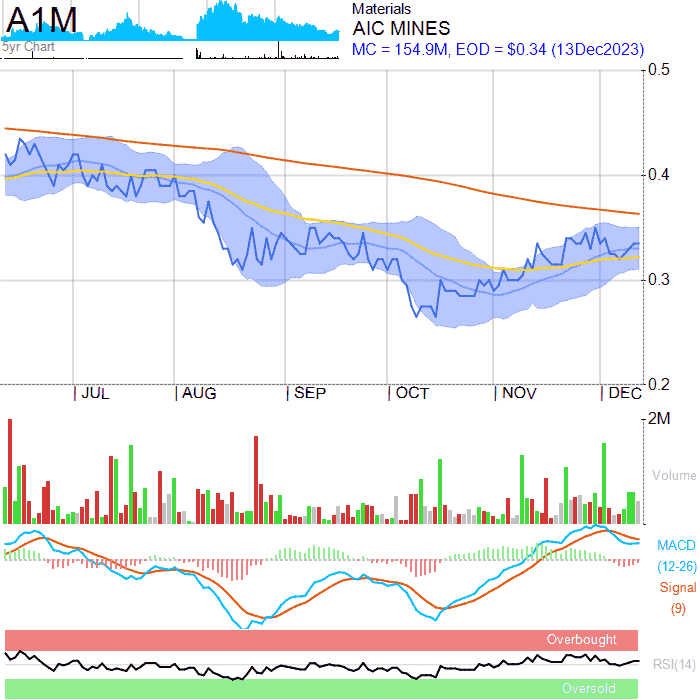 A1M
5yr Chart
Materials
AIC MINES
MC = 154.9M, EOD = $0.34 (13Dec2023)
0.5
0.4
0.3
0.2
JUL AUG SEP OCT NOV DEC
2M
Volume
MACD
(12-26)
Signal
(9)
Overbought
RSI(14)
Oversold